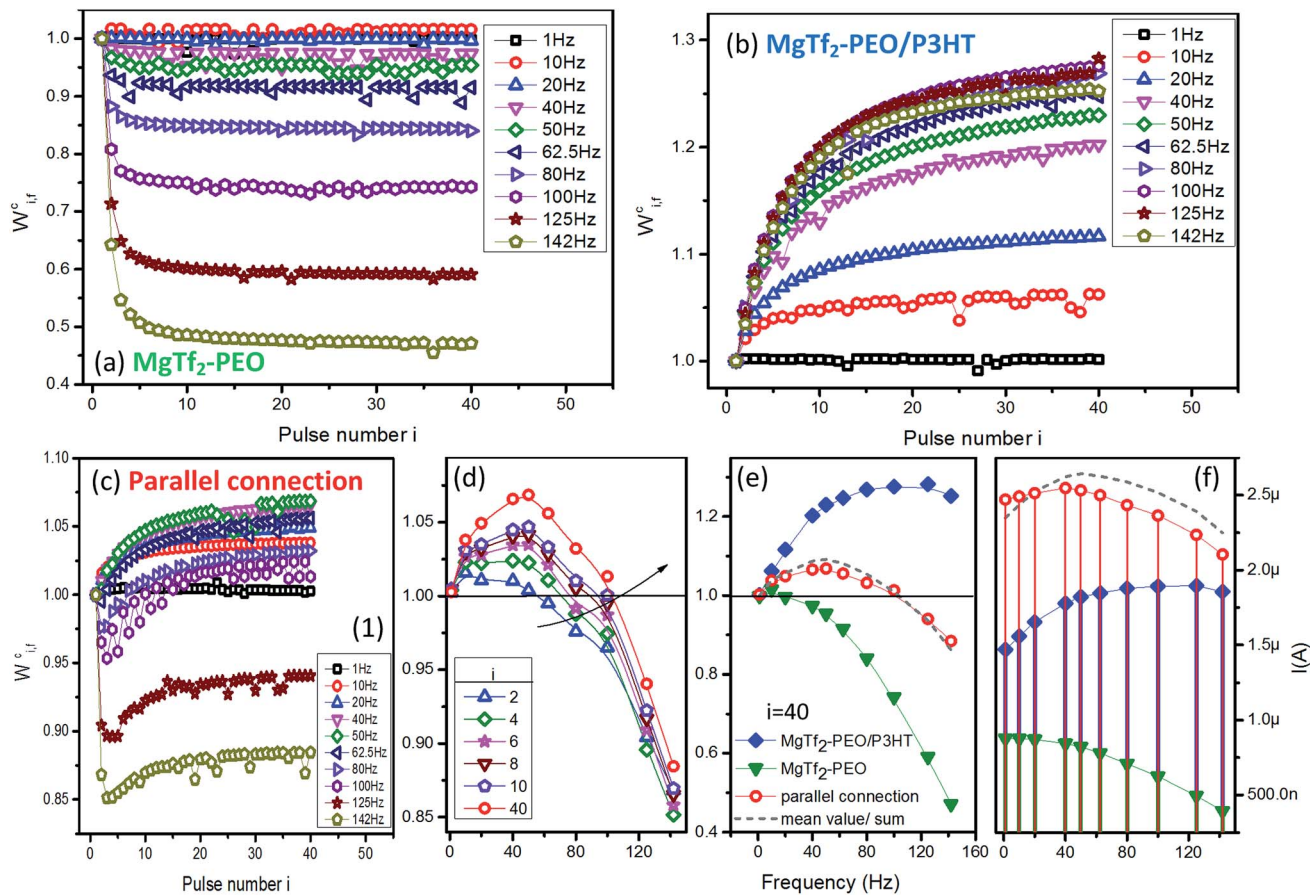 (a) MgTf₂-PEO
W^c_{i,f}
1.0
0.9
0.8
0.7
0.6
0.5
0.4
0
10
20
30
40
50
Pulse number i
1Hz
10Hz
20Hz
40Hz
50Hz
62.5Hz
80Hz
100Hz
125Hz
142Hz
(b) MgTf₂-PEO/P3HT
W^c_{i,f}
1.3
1.2
1.1
1.0
0
10
20
30
40
50
Pulse number i
1Hz
10Hz
20Hz
40Hz
50Hz
62.5Hz
80Hz
100Hz
125Hz
142Hz
(c) Parallel connection
W^c_{i,f}
1.10
1.05
1.00
0.95
0.90
0.85
0
10
20
30
40
50
Pulse number i
(1)
1Hz
10Hz
20Hz
40Hz
50Hz
62.5Hz
80Hz
100Hz
125Hz
142Hz
(d)
1.05
1.00
0.95
0.90
0.85
0
40
80
120
i
2
4
6
8
10
40
(e)
1.2
1.0
0.8
0.6
0.4
0
20
40
60
80
100
120
140
160
i=40
MgTf₂-PEO/P3HT
MgTf₂-PEO
parallel connection
mean value/ sum
Frequency (Hz)
(f)
2.5µ
2.0µ
1.5µ
1.0µ
500.0n
I(A)
0
40
80
120